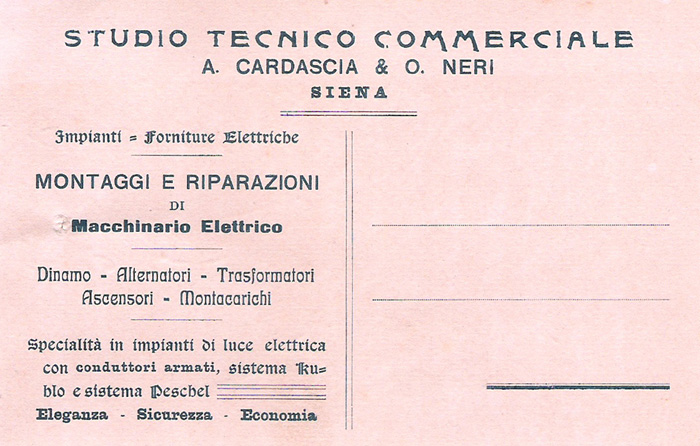 STUDIO TECNICO COMMERCIALE
A. CARDASCIA & O. NERI
SIENA
Impianti = Forniture Elettriche
MONTAGGI E RIPARAZIONI
DI
Macchinario Elettrico
Dinamo - Alternatori - Trasformatori
Ascensori - Montacarichi
Specialità in impianti di luce elettrica
con conduttori armati, sistema Ku=
hlo e sistema Peschel
Eleganza - Sicurezza - Economia